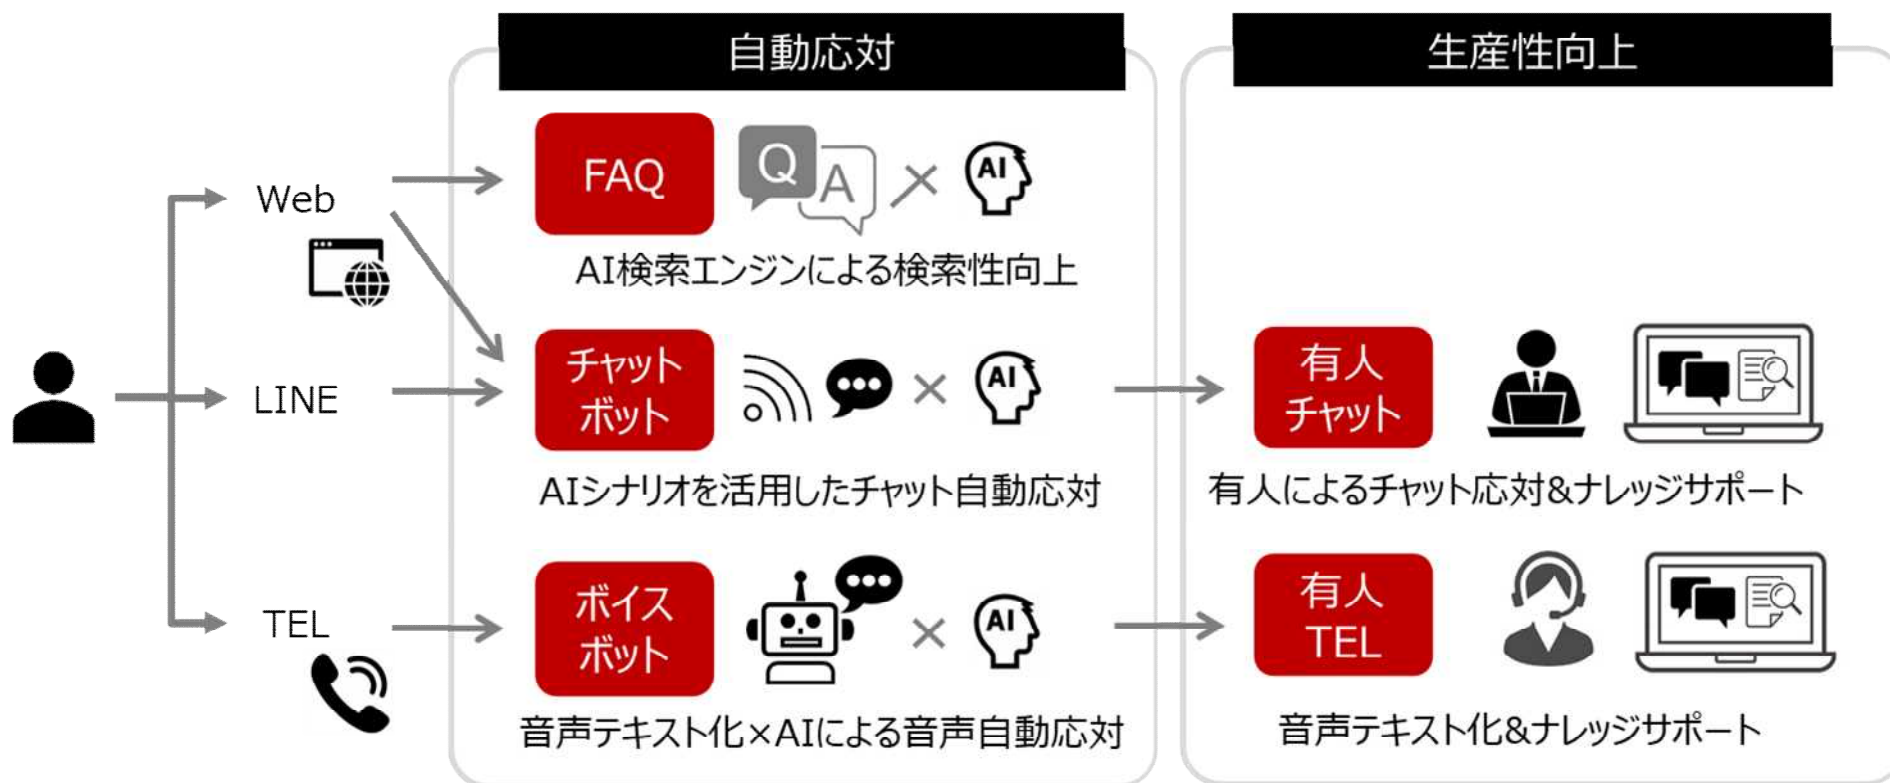 自動応対
生産性向上
Web
FAQ
Q
A
AI
AI検索エンジンによる検索性向上
LINE
チャット
ボット
AI
AIシナリオを活用したチャット自動応対
有人
チャット
有人によるチャット応対&ナレッジサポート
TEL
ボイス
ボット
AI
音声テキスト化×AIによる音声自動応対
有人
TEL
音声テキスト化&ナレッジサポート